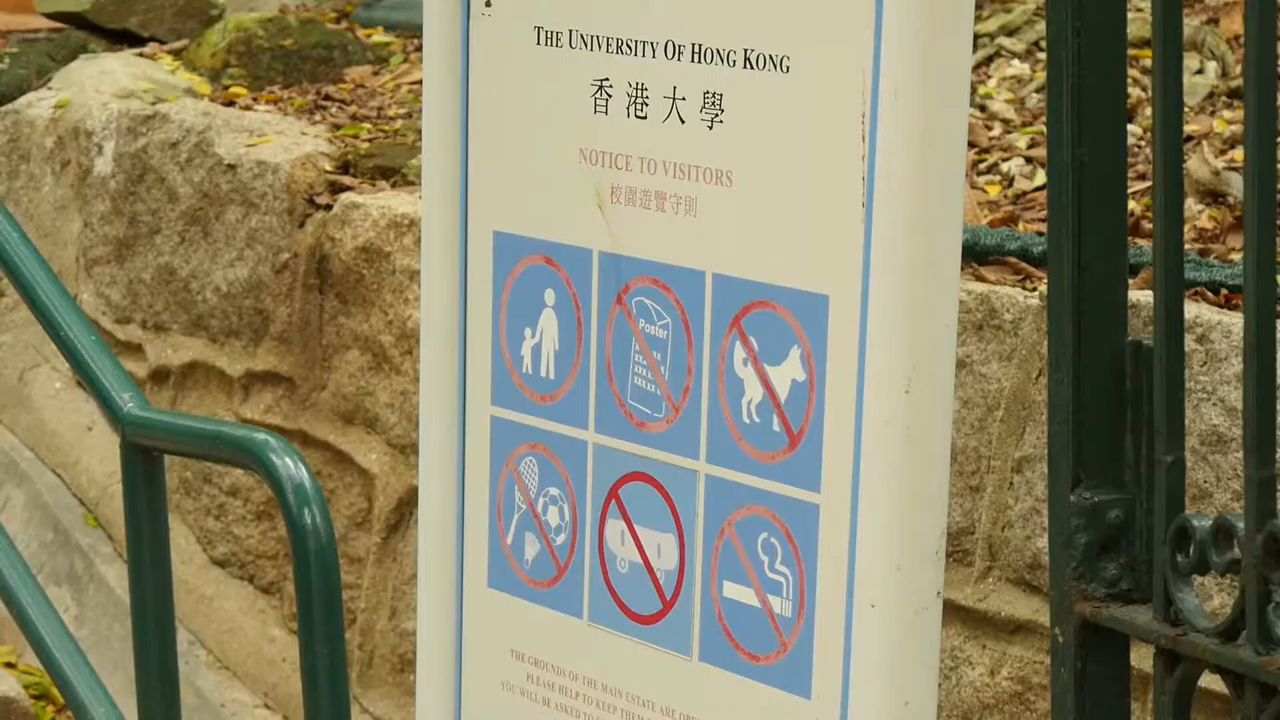 THE UNIVERSITY OF HONG KONG
香港大學
NOTICE TO VISITORS
校園遊覽守則
Poster
THE GROUNDS OF THE MAIN ESTATE ARE
PLEASE HELP TO KEEP THEM
YOU WILL BE ASKED TO